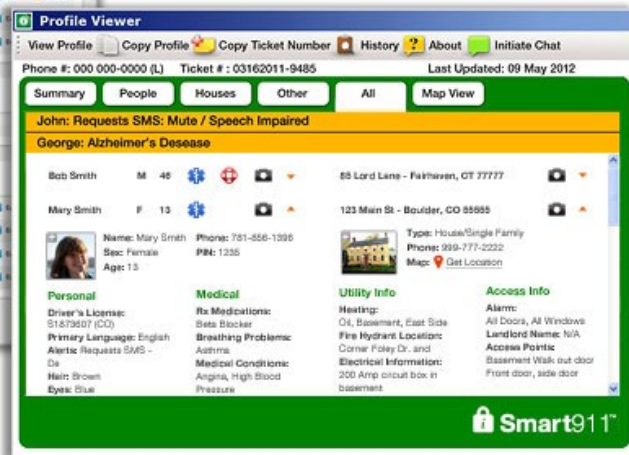 Profile Viewer
View Profile Copy Profile Copy Ticket Number History ? About Initiate Chat
Phone #: 000 000-0000 (L) Ticket # : 03162011-9485 Last Updated: 09 May 2012
Summary People Houses Other All Map View
John: Requests SMS: Mute / Speech Impaired
George: Alzheimer's Desease
Bob Smith M 46 85 Lord Lane - Fairhaven, CT 77777
Mary Smith F 13 123 Main St - Boulder, CO 55555
Name: Mary Smith Phone: 781-856-1396
Sex: Female PIN: 1235
Age: 13
Type: House/Single Family
Phone: 999-777-2222
Map: Get Location
Personal
Driver's License:
S1873607 (CO)
Primary Language: English
Alerts: Requests SMS -
De
Hair: Brown
Eyes: Blue
Medical
Rx Medications:
Beta Blocker
Breathing Problems:
Asthma
Medical Conditions:
Angina, High Blood
Pressure
Utility Info
Heating:
Oil, Basement, East Side
Fire Hydrant Location:
Corner Foley Dr. and
Electrical Information:
200 Amp circuit box in
basement
Access Info
Alarm:
All Doors, All Windows
Landlord Name: N/A
Access Points:
Basement Walk out door
Front door, side door
Smart911™